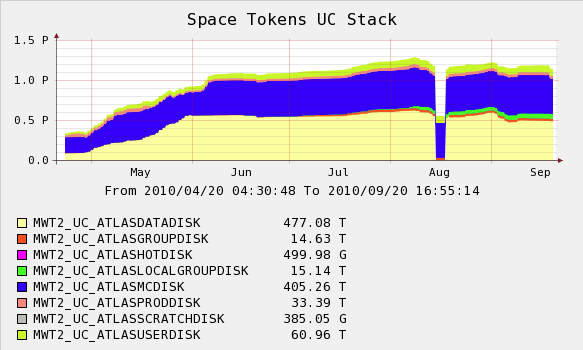 Space Tokens UC Stack
1.5 P
1.0 P
0.5 P
0.0
May Jun Jul Aug Sep
From 2010/04/20 04:30:48 To 2010/09/20 16:55:14
MWT2_UC_ATLASDATADISK 477.08 T
MWT2_UC_ATLASGROUPDISK 14.63 T
MWT2_UC_ATLASHOTDISK 499.98 G
MWT2_UC_ATLASLOCALGROUPDISK 15.14 T
MWT2_UC_ATLASMCDISK 405.26 T
MWT2_UC_ATLASPRODDISK 33.39 T
MWT2_UC_ATLASSCRATCHDISK 385.05 G
MWT2_UC_ATLASUSERDISK 60.96 T